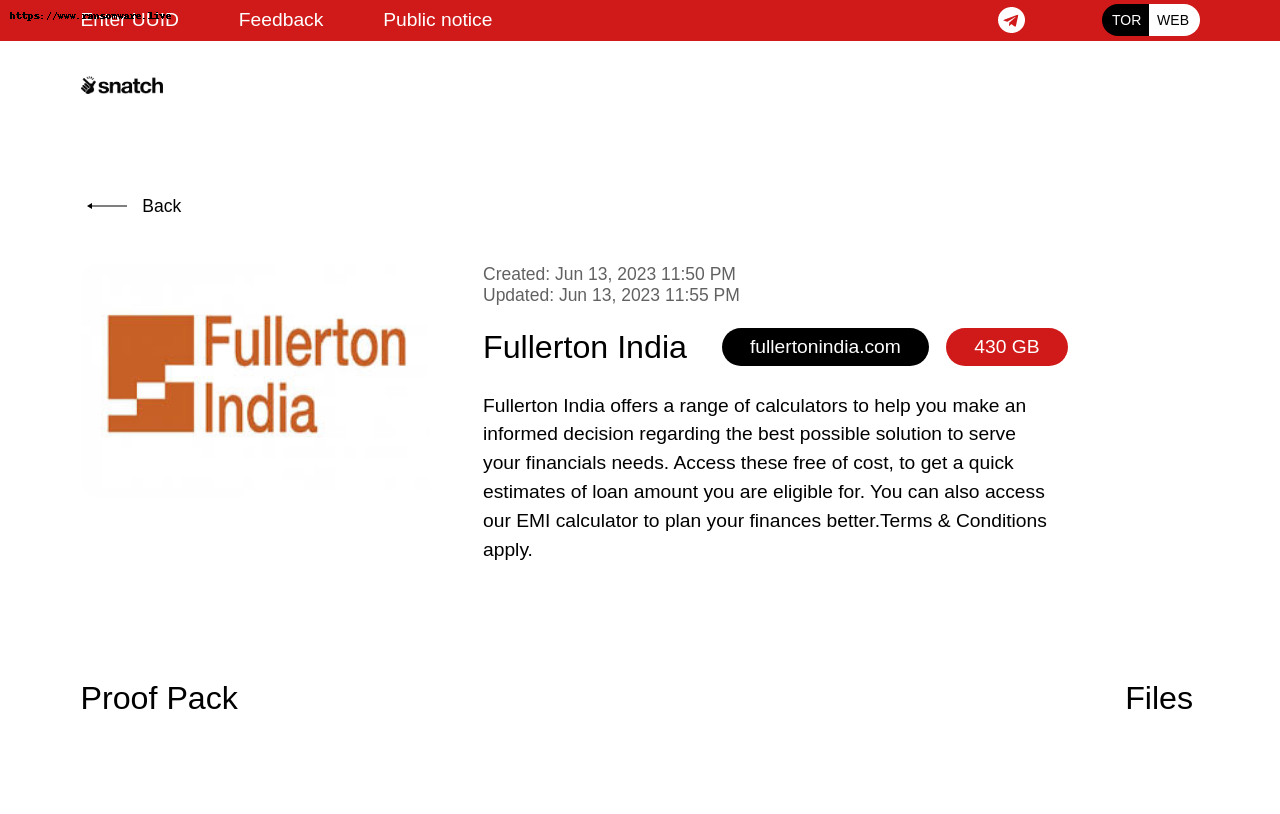 https://www.ransomware.live
Enter UUID Feedback Public notice TOR WEB
snatch
Back
Created: Jun 13, 2023 11:50 PM
Updated: Jun 13, 2023 11:55 PM
Fullerton
India
Fullerton India fullertonindia.com 430 GB
Fullerton India offers a range of calculators to help you make an
informed decision regarding the best possible solution to serve
your financials needs. Access these free of cost, to get a quick
estimates of loan amount you are eligible for. You can also access
our EMI calculator to plan your finances better.Terms & Conditions
apply.
Proof Pack Files